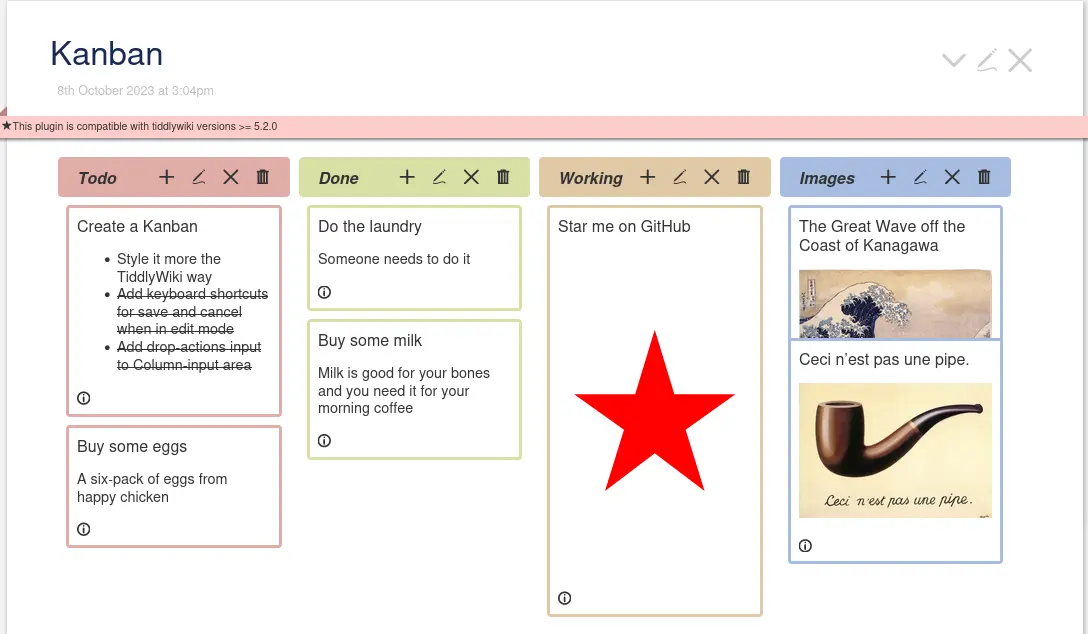 Kanban
8th October 2023 at 3:04pm
★This plugin is compatible with tiddlywiki versions >= 5.2.0
Todo
Create a Kanban
• Style it more the
TiddlyWiki way
• Add keyboard shortcuts
for save and cancel
when in edit mode
• Add drop-actions input
to Column-input area
Buy some eggs
A six-pack of eggs from
happy chicken
Done
Do the laundry
Someone needs to do it
Buy some milk
Milk is good for your bones
and you need it for your
morning coffee
Working
Star me on GitHub
Images
The Great Wave off the
Coast of Kanagawa
Ceci n'est pas une pipe.
Ceci n'est pas une pipe.